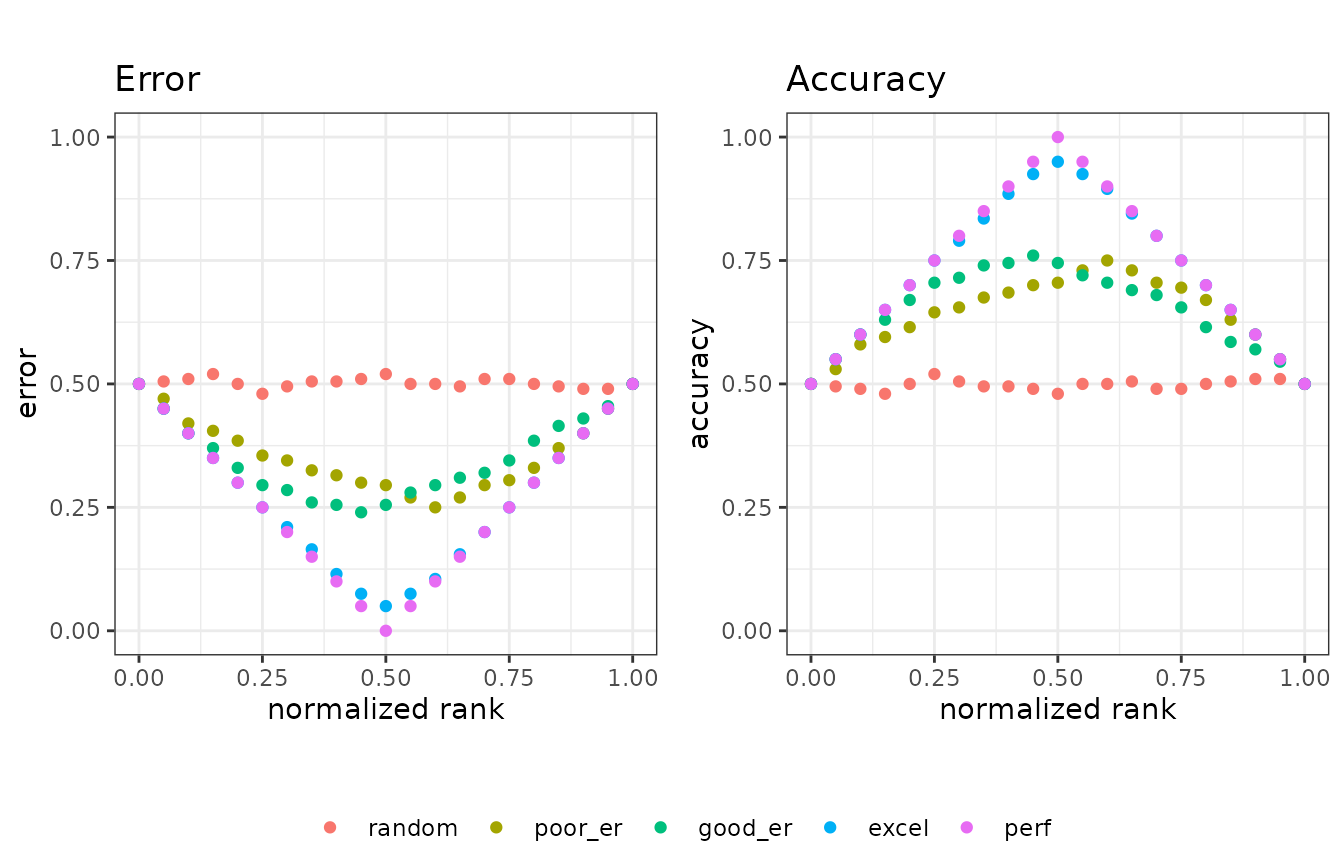 Error
1.00
0.75
0.50
0.25
0.00
error
0.00 0.25 0.50 0.75 1.00
normalized rank
Accuracy
1.00
0.75
0.50
0.25
0.00
accuracy
0.00 0.25 0.50 0.75 1.00
normalized rank
random poor_er good_er excel perf